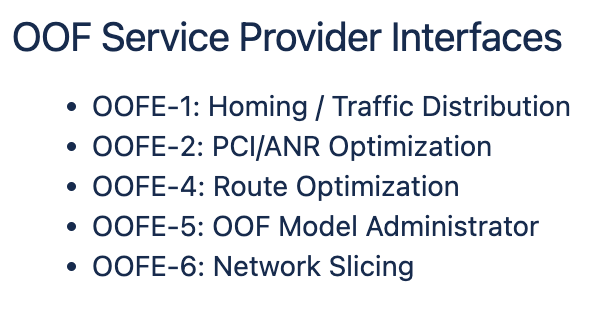 OOF Service Provider Interfaces
• OOFE-1: Homing / Traffic Distribution
• OOFE-2: PCI/ANR Optimization
• OOFE-4: Route Optimization
• OOFE-5: OOF Model Administrator
• OOFE-6: Network Slicing